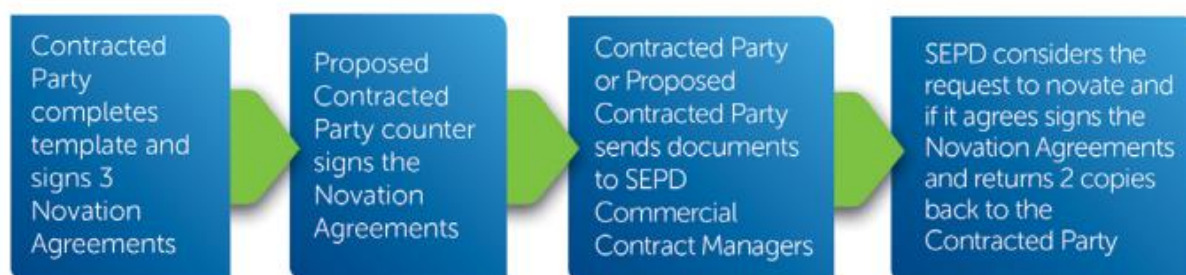 Contracted
Party
completes
template and
signs 3
Novation
Agreements
Proposed
Contracted
Party counter
signs the
Novation
Agreements
Contracted Party
or Proposed
Contracted Party
sends documents
to SEPD
Commercial
Contract Managers
SEPD considers the
request to novate and
if it agrees signs the
Novation Agreements
and returns 2 copies
back to the
Contracted Party